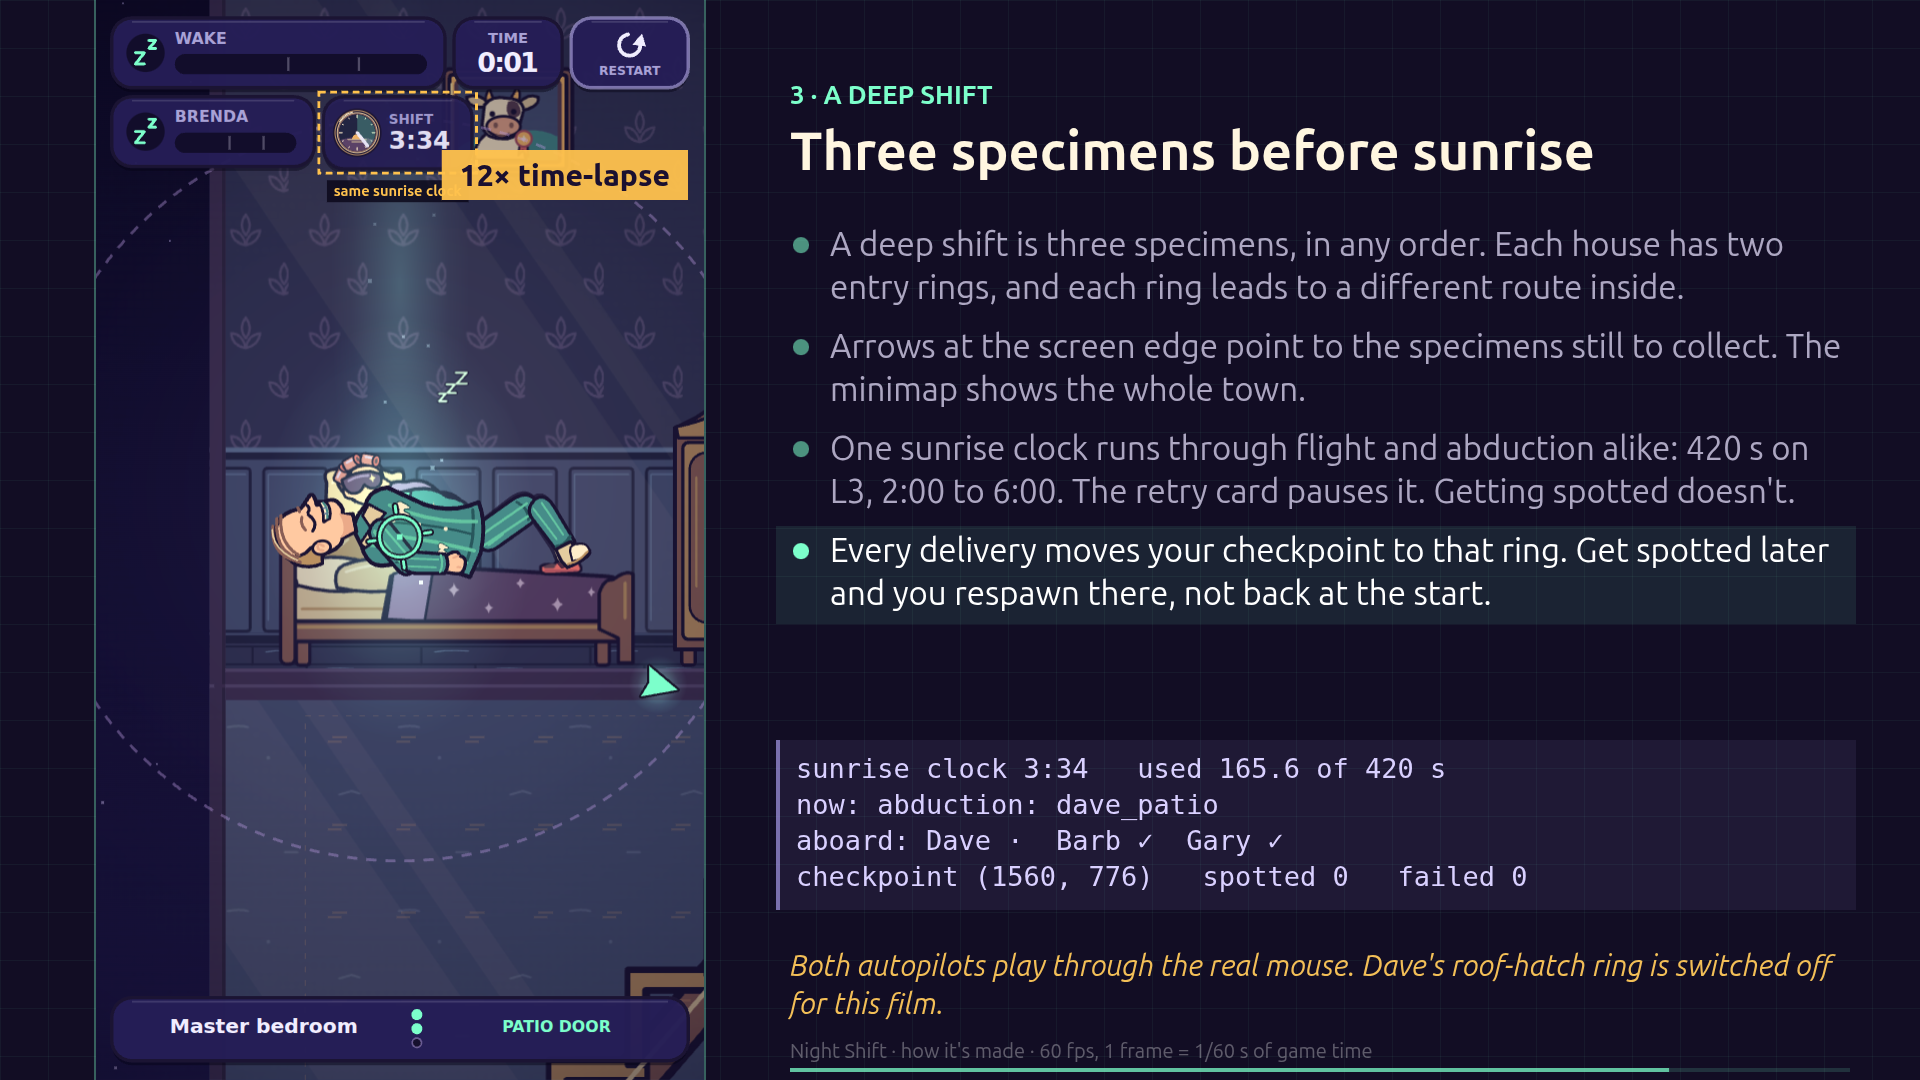 WAKE
TIME
0:01
RESTART
BRENDA
SHIFT
3:34
12× time-lapse
same sunrise clock
Master bedroom
PATIO DOOR
3 · A DEEP SHIFT
Three specimens before sunrise
A deep shift is three specimens, in any order. Each house has two
entry rings, and each ring leads to a different route inside.
Arrows at the screen edge point to the specimens still to collect. The
minimap shows the whole town.
One sunrise clock runs through flight and abduction alike: 420 s on
L3, 2:00 to 6:00. The retry card pauses it. Getting spotted doesn't.
Every delivery moves your checkpoint to that ring. Get spotted later
and you respawn there, not back at the start.
sunrise clock 3:34 used 165.6 of 420 s
now: abduction: dave_patio
aboard: Dave · Barb ✓ Gary ✓
checkpoint (1560, 776) spotted 0 failed 0
Both autopilots play through the real mouse. Dave's roof-hatch ring is switched off
for this film.
Night Shift · how it's made · 60 fps, 1 frame = 1/60 s of game time